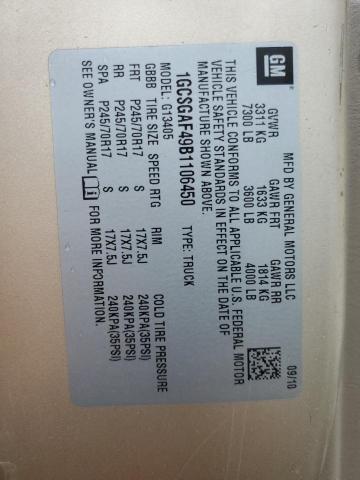 GM
MFD BY GENERAL MOTORS LLC
09/10
GVWR GAWR FRT GAWR RR
3311 KG 1633 KG 1814 KG
7300 LB 3600 LB 4000 LB
THIS VEHICLE CONFORMS TO ALL APPLICABLE U.S. FEDERAL MOTOR
VEHICLE SAFETY STANDARDS IN EFFECT ON THE DATE OF
MANUFACTURE SHOWN ABOVE.
1GCSGAF49B1106450 TYPE: TRUCK
MODEL: G13405
GBBB TIRE SIZE SPEED RTG RIM COLD TIRE PRESSURE
FRT P245/70R17 S 17X7.5J 240KPA(35PSI)
RR P245/70R17 S 17X7.5J 240KPA(35PSI)
SPA P245/70R17 S 17X7.5J 240KPA(35PSI)
SEE OWNER'S MANUAL FOR MORE INFORMATION.